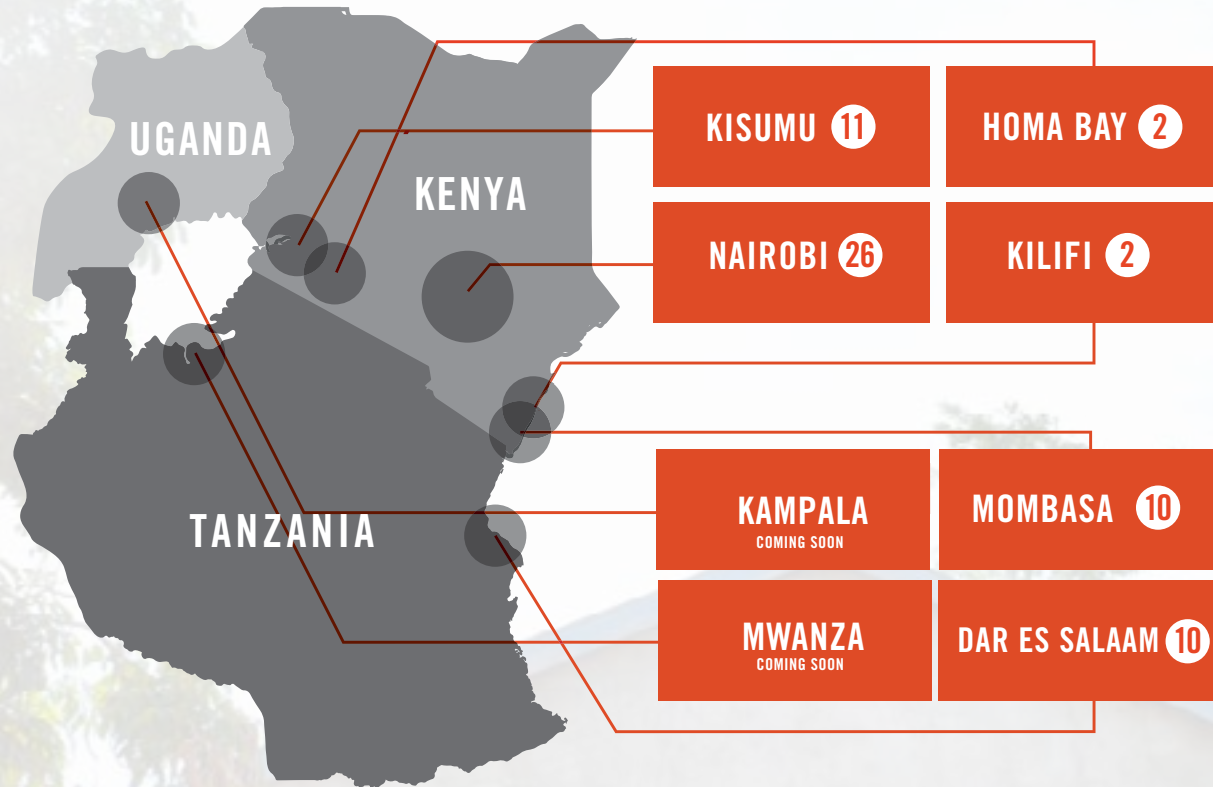 UGANDA
KENYA
TANZANIA
KISUMU 11
HOMA BAY 2
NAIROBI 26
KILIFI 2
KAMPALA
COMING SOON
MOMBASA 10
MWANZA
COMING SOON
DAR ES SALAAM 10